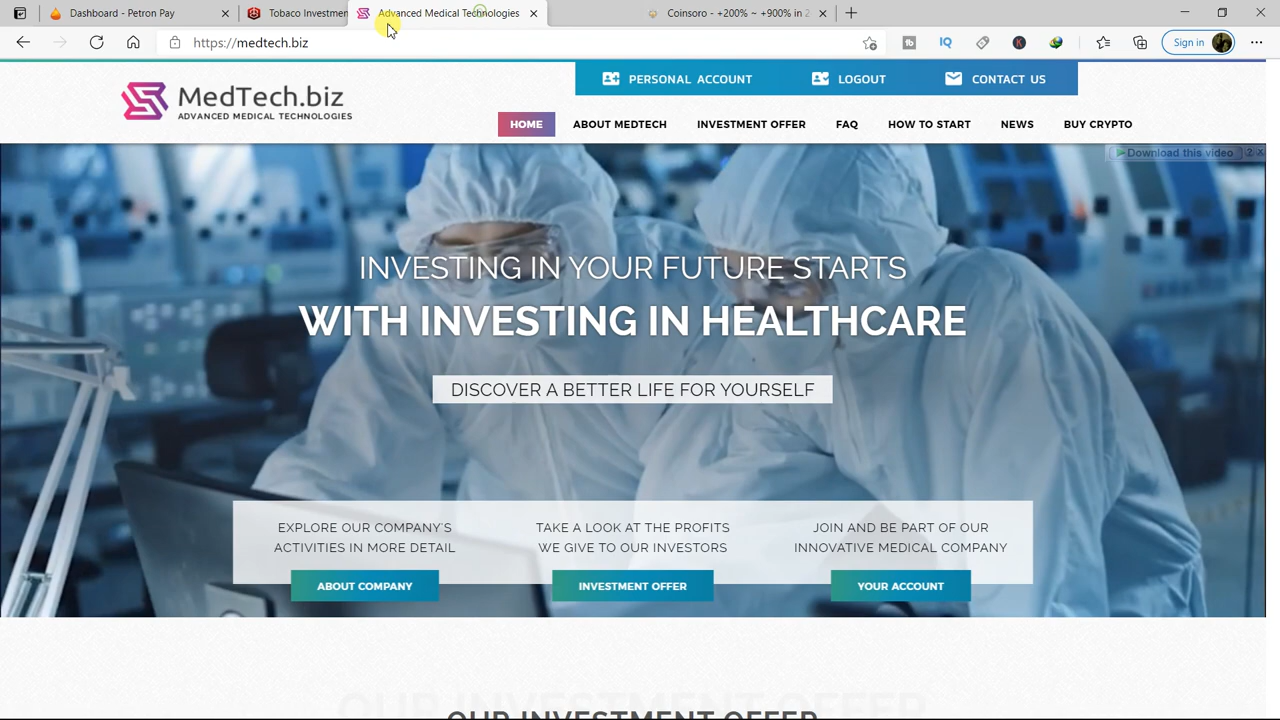 Dashboard - Petron Pay
Tobaco Investmen
Advanced Medical Technologies
Coinsoro - +200% ~ +900% in 2
https://medtech.biz
IQ
K
Sign in
MedTech.biz
ADVANCED MEDICAL TECHNOLOGIES
PERSONAL ACCOUNT
LOGOUT
CONTACT US
HOME
ABOUT MEDTECH
INVESTMENT OFFER
FAQ
HOW TO START
NEWS
BUY CRYPTO
Download this video
INVESTING IN YOUR FUTURE STARTS
WITH INVESTING IN HEALTHCARE
DISCOVER A BETTER LIFE FOR YOURSELF
EXPLORE OUR COMPANY'S
ACTIVITIES IN MORE DETAIL
ABOUT COMPANY
TAKE A LOOK AT THE PROFITS
WE GIVE TO OUR INVESTORS
INVESTMENT OFFER
JOIN AND BE PART OF OUR
INNOVATIVE MEDICAL COMPANY
YOUR ACCOUNT
OUR INVESTMENT OFFER
OUR INVESTMENT OFFER